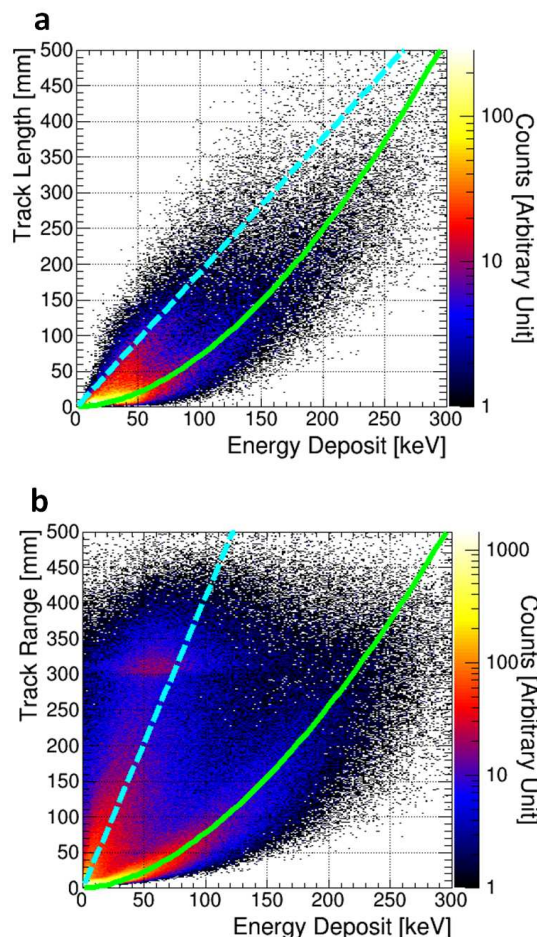 a
Track Length [mm]
500
450
400
350
300
250
200
150
100
50
0
0 50 100 150 200 250 300
Energy Deposit [keV]
100
10
1
Counts [Arbitrary Unit]
b
Track Range [mm]
500
450
400
350
300
250
200
150
100
50
0
0 50 100 150 200 250 300
Energy Deposit [keV]
1000
100
10
1
Counts [Arbitrary Unit]